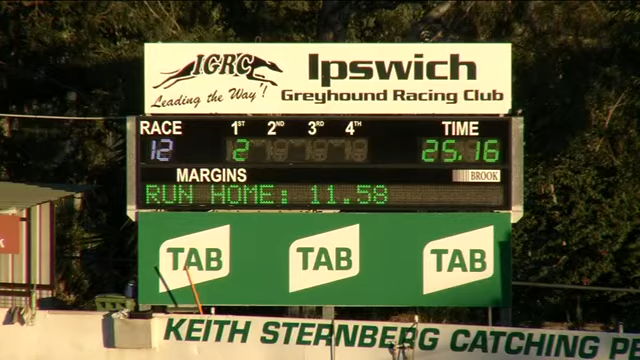 IGRC
Leading the Way!
Ipswich
Greyhound Racing Club
RACE 1ST 2ND 3RD 4TH TIME
12 2 25.16
MARGINS BROOK
RUN HOME: 11.58
TAB TAB TAB
KEITH STERNBERG CATCHING PE